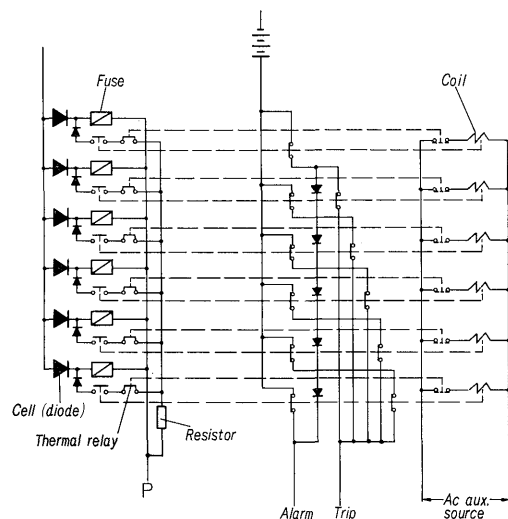 Fuse
Coil
Cell (diode)
Thermal relay
Resistor
P
Alarm
Trip
Ac aux.
source